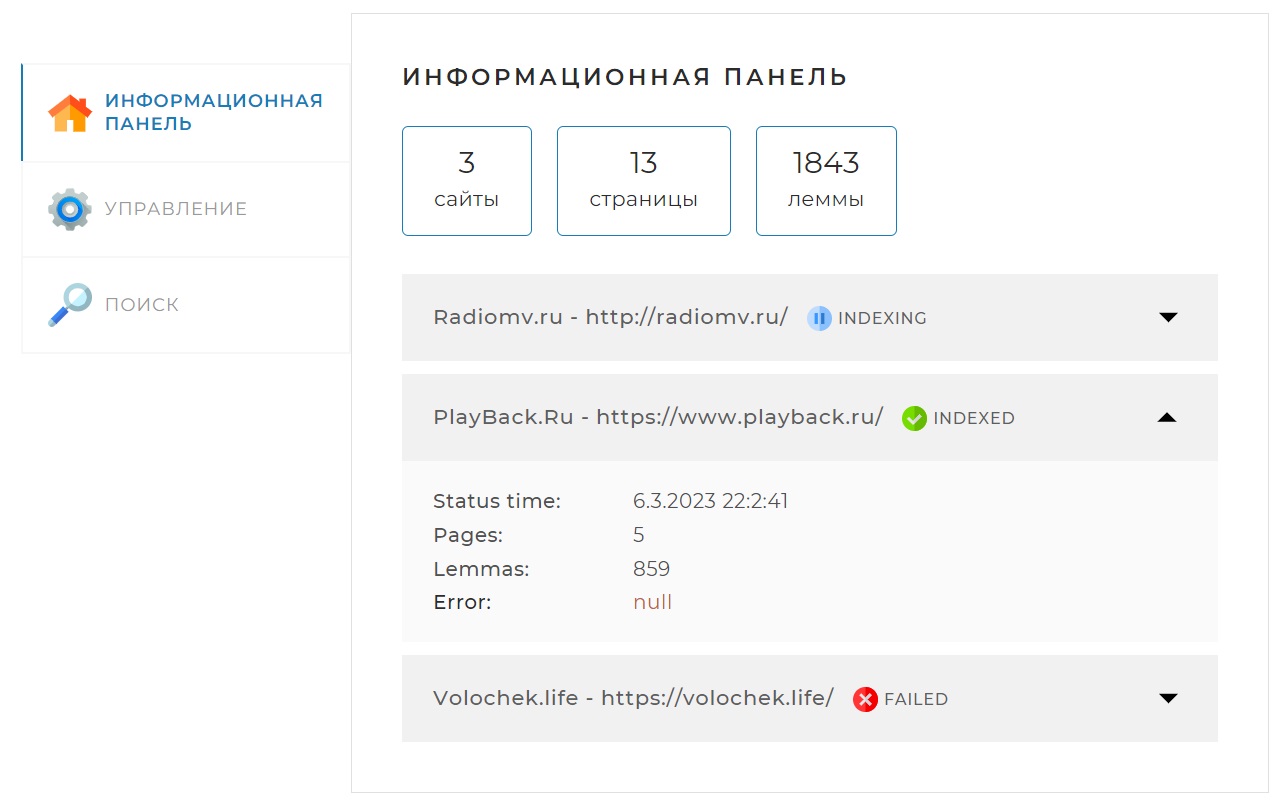 ИНФОРМАЦИОННАЯ
ПАНЕЛЬ
УПРАВЛЕНИЕ
ПОИСК
ИНФОРМАЦИОННАЯ ПАНЕЛЬ
3 13 1843
сайты страницы леммы
Radiomv.ru - http://radiomv.ru/ INDEXING
PlayBack.Ru - https://www.playback.ru/ INDEXED
Status time: 6.3.2023 22:2:41
Pages: 5
Lemmas: 859
Error: null
Volochek.life - https://volochek.life/ FAILED